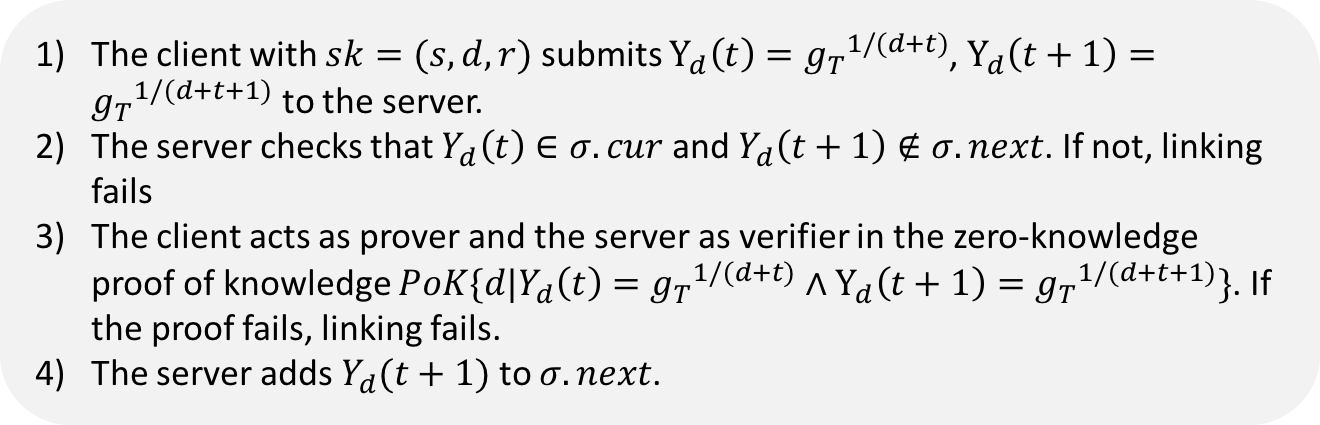 1) The client with sk = (s, d, r) submits Y_d(t) = g_T^{1/(d+t)}, Y_d(t + 1) =
g_T^{1/(d+t+1)} to the server.
2) The server checks that Y_d(t) ∈ σ.cur and Y_d(t + 1) ∉ σ.next. If not, linking
fails
3) The client acts as prover and the server as verifier in the zero-knowledge
proof of knowledge PoK{d|Y_d(t) = g_T^{1/(d+t)} ∧ Y_d(t + 1) = g_T^{1/(d+t+1)}}. If
the proof fails, linking fails.
4) The server adds Y_d(t + 1) to σ.next.